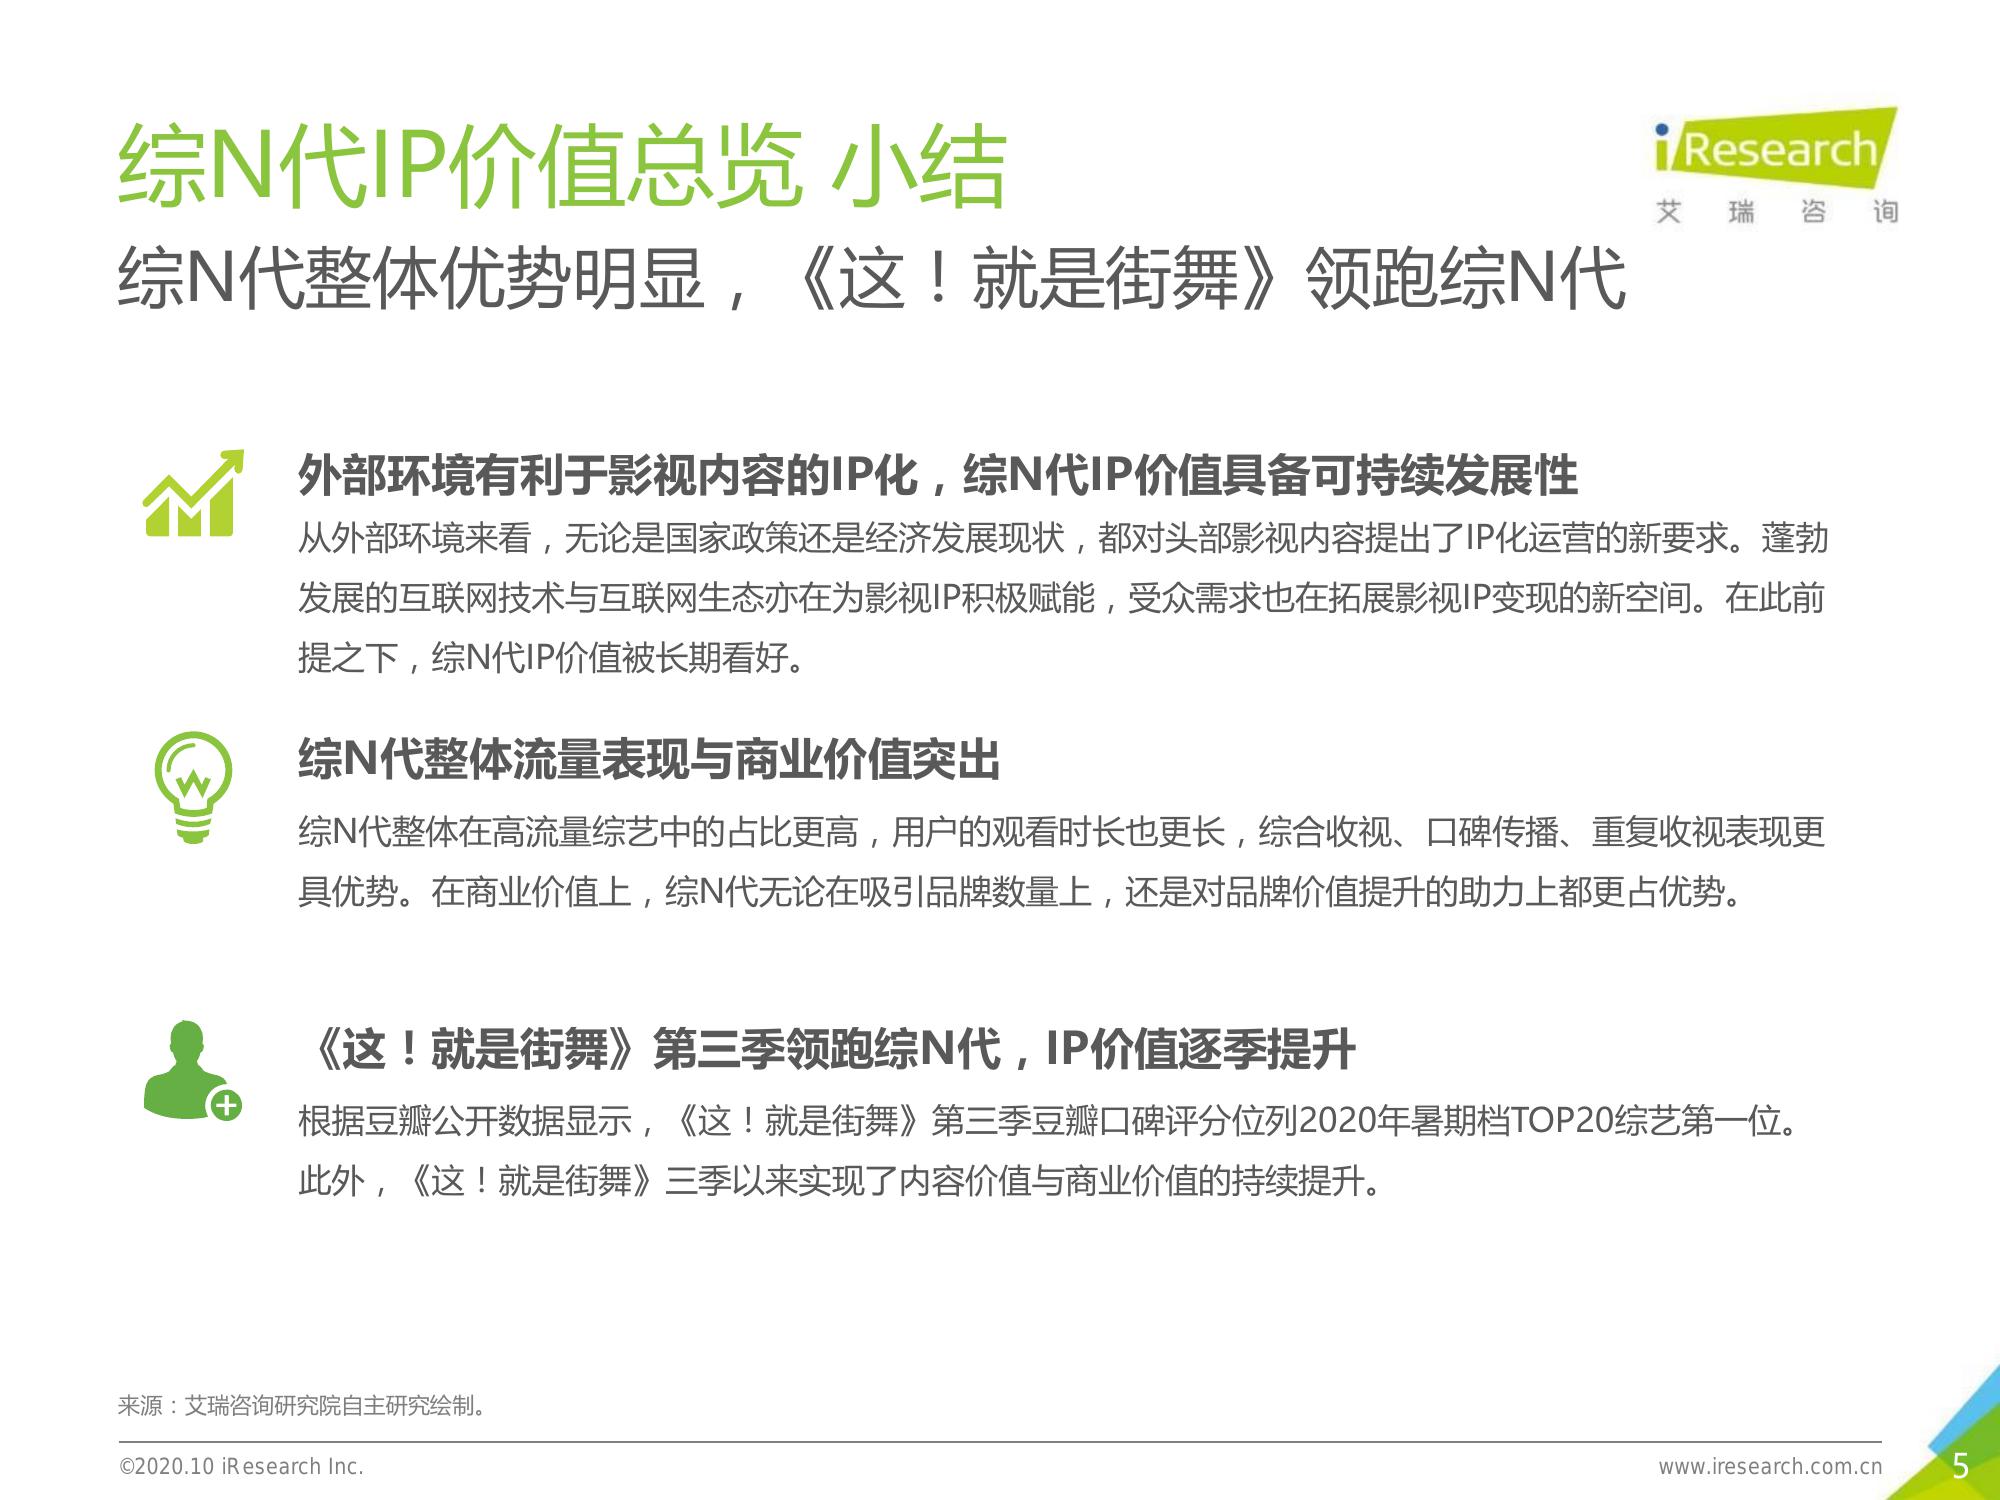 综N代IP价值总览 小结
iResearch
艾瑞咨询
综N代整体优势明显，《这！就是街舞》领跑综N代
外部环境有利于影视内容的IP化，综N代IP价值具备可持续发展性
从外部环境来看，无论是国家政策还是经济发展现状，都对头部影视内容提出了IP化运营的新要求。蓬勃
发展的互联网技术与互联网生态亦在为影视IP积极赋能，受众需求也在拓展影视IP变现的新空间。在此前
提之下，综N代IP价值被长期看好。
综N代整体流量表现与商业价值突出
综N代整体在高流量综艺中的占比更高，用户的观看时长也更长，综合收视、口碑传播、重复收视表现更
具优势。在商业价值上，综N代无论在吸引品牌数量上，还是对品牌价值提升的助力上都更占优势。
《这！就是街舞》第三季领跑综N代，IP价值逐季提升
根据豆瓣公开数据显示，《这！就是街舞》第三季豆瓣口碑评分位列2020年暑期档TOP20综艺第一位。
此外，《这！就是街舞》三季以来实现了内容价值与商业价值的持续提升。
来源：艾瑞咨询研究院自主研究绘制。
©2020.10 iResearch Inc.
www.iresearch.com.cn
5